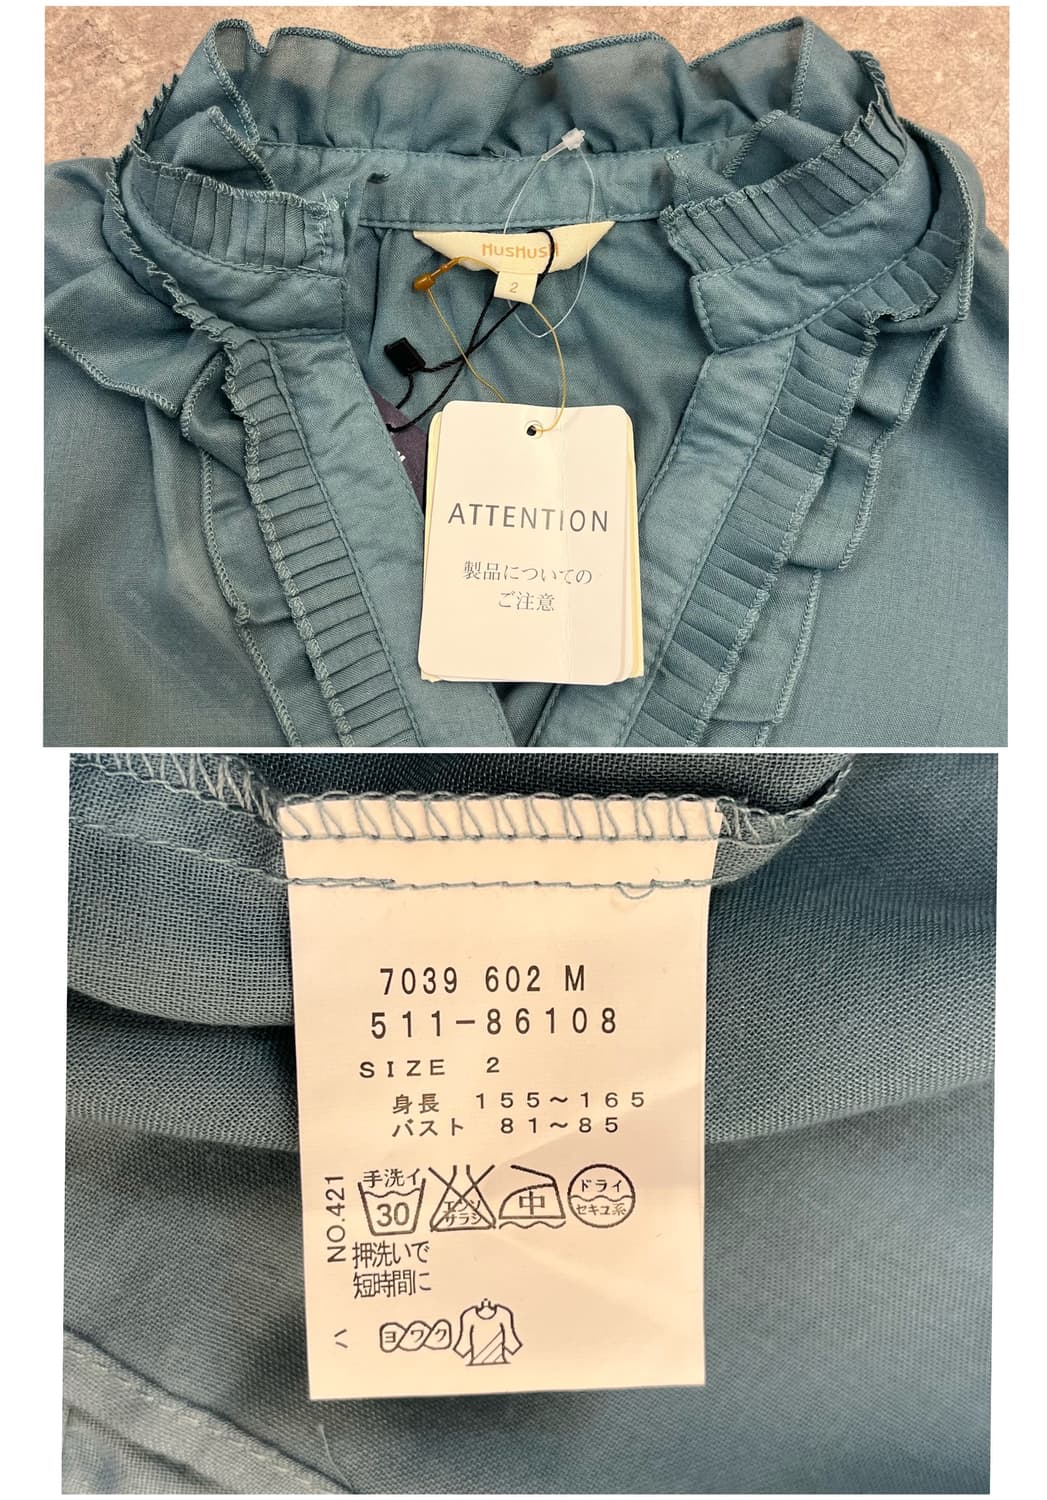 HusHusH
2
ATTENTION
製品についての
ご注意
7039 602 M
511-86108
SIZE 2
身長 155～165
バスト 81～85
手洗イ
30
エンソ
サラシ
中
ドライ
セキユ系
NO.421
押洗いで
短時間に
ヨワク